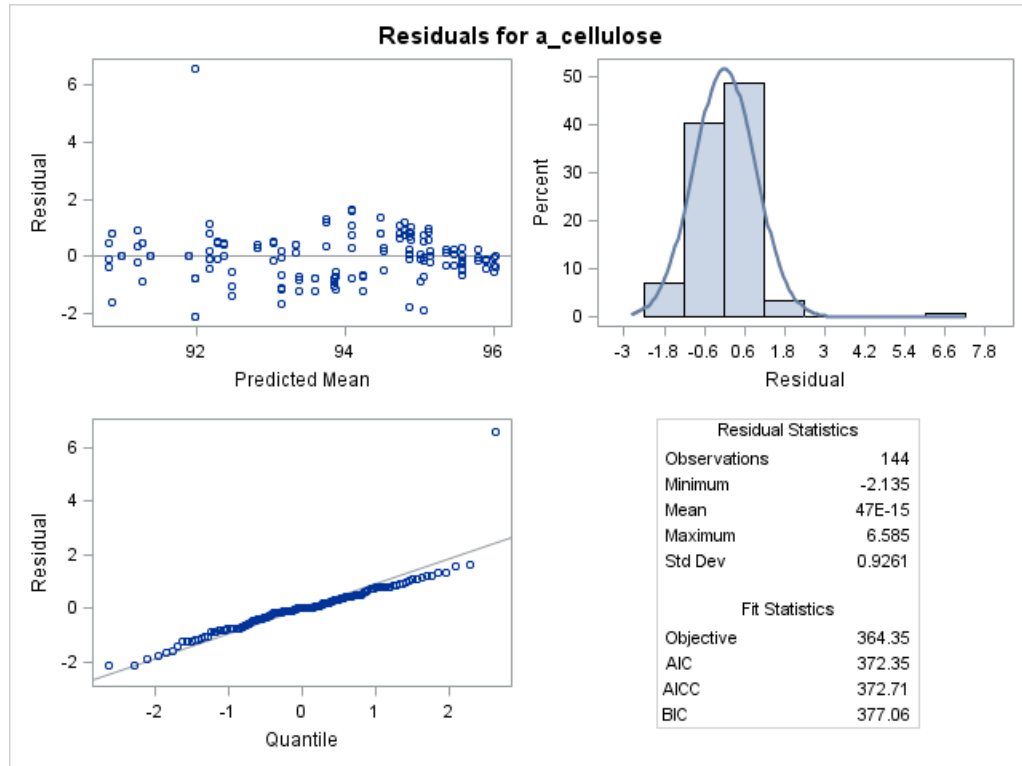 Residuals for a_cellulose
6
4
2
0
-2
Residual
92 94 96
Predicted Mean
50
40
30
20
10
0
Percent
-3 -1.8 -0.6 0.6 1.8 3 4.2 5.4 6.6 7.8
Residual
6
4
2
0
-2
Residual
-2 -1 0 1 2
Quantile
Residual Statistics
Observations 144
Minimum -2.135
Mean 47E-15
Maximum 6.585
Std Dev 0.9261
Fit Statistics
Objective 364.35
AIC 372.35
AICC 372.71
BIC 377.06